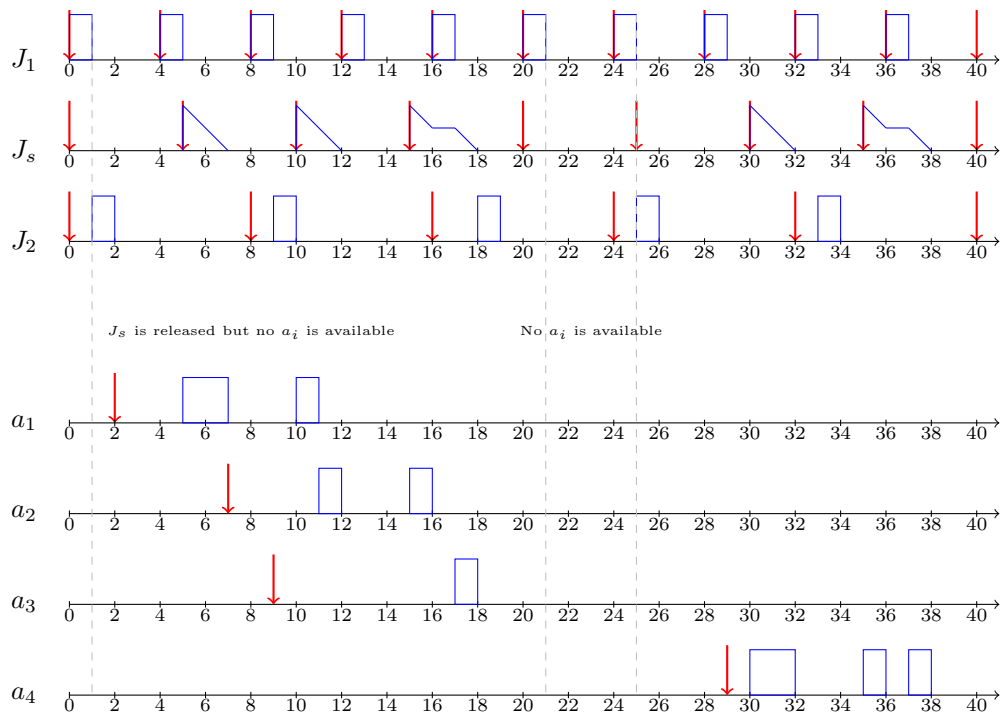 J₁ 0 2 4 6 8 10 12 14 16 18 20 22 24 26 28 30 32 34 36 38 40
Jₛ 0 2 4 6 8 10 12 14 16 18 20 22 24 26 28 30 32 34 36 38 40
J₂ 0 2 4 6 8 10 12 14 16 18 20 22 24 26 28 30 32 34 36 38 40
Jₛ is released but no aᵢ is available No aᵢ is available
a₁ 0 2 4 6 8 10 12 14 16 18 20 22 24 26 28 30 32 34 36 38 40
a₂ 0 2 4 6 8 10 12 14 16 18 20 22 24 26 28 30 32 34 36 38 40
a₃ 0 2 4 6 8 10 12 14 16 18 20 22 24 26 28 30 32 34 36 38 40
a₄ 0 2 4 6 8 10 12 14 16 18 20 22 24 26 28 30 32 34 36 38 40